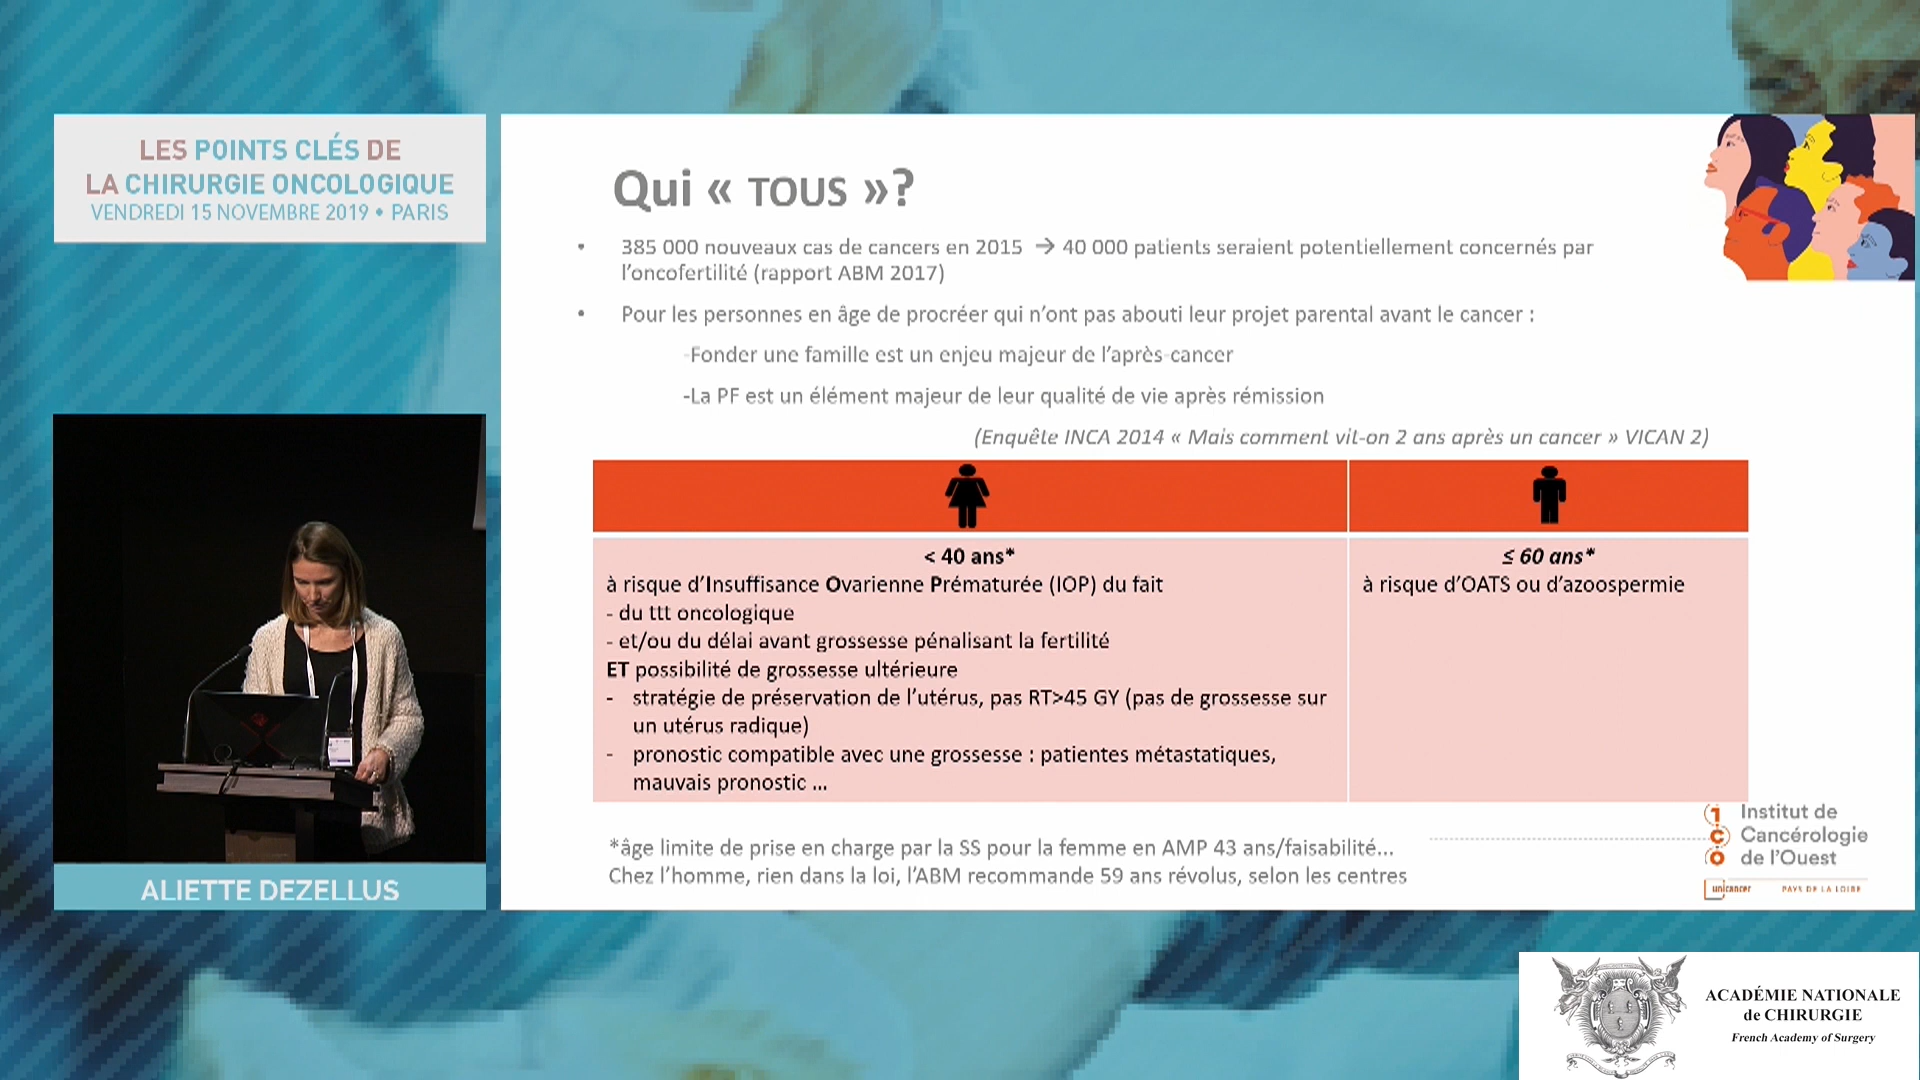 LES POINTS CLÉS DE
LA CHIRURGIE ONCOLOGIQUE
VENDREDI 15 NOVEMBRE 2019 • PARIS
ALIETTE DEZELLUS
Qui « TOUS »?
• 385 000 nouveaux cas de cancers en 2015 → 40 000 patients seraient potentiellement concernés par
l'oncofertilité (rapport ABM 2017)
• Pour les personnes en âge de procréer qui n'ont pas abouti leur projet parental avant le cancer :
-Fonder une famille est un enjeu majeur de l'après-cancer
-La PF est un élément majeur de leur qualité de vie après rémission
(Enquête INCA 2014 « Mais comment vit-on 2 ans après un cancer » VICAN 2)
< 40 ans*
à risque d'Insuffisance Ovarienne Prématurée (IOP) du fait
- du ttt oncologique
- et/ou du délai avant grossesse pénalisant la fertilité
ET possibilité de grossesse ultérieure
- stratégie de préservation de l'utérus, pas RT>45 GY (pas de grossesse sur
un utérus radique)
- pronostic compatible avec une grossesse : patientes métastatiques,
mauvais pronostic ...
≤ 60 ans*
à risque d'OATS ou d'azoospermie
*âge limite de prise en charge par la SS pour la femme en AMP 43 ans/faisabilité...
Chez l'homme, rien dans la loi, l'ABM recommande 59 ans révolus, selon les centres
ico
Institut de
Cancérologie
de l'Ouest
unicancer PAYS DE LA LOIRE
ACADÉMIE NATIONALE
de CHIRURGIE
French Academy of Surgery